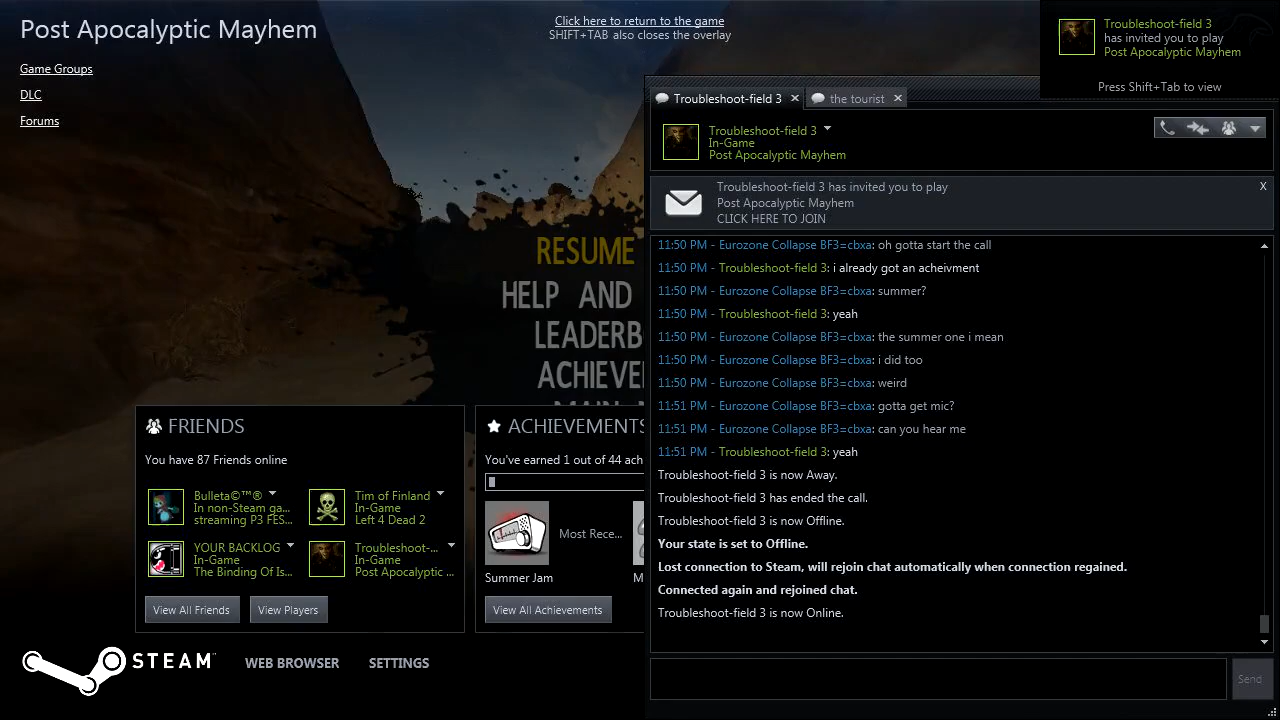 Post Apocalyptic Mayhem
Click here to return to the game
SHIFT+TAB also closes the overlay
Troubleshoot-field 3
has invited you to play
Post Apocalyptic Mayhem
Press Shift+Tab to view
Game Groups
DLC
Forums
Troubleshoot-field 3
the tourist
Troubleshoot-field 3
In-Game
Post Apocalyptic Mayhem
Troubleshoot-field 3 has invited you to play
Post Apocalyptic Mayhem
CLICK HERE TO JOIN
X
11:50 PM - Eurozone Collapse BF3=cbxa: oh gotta start the call
11:50 PM - Troubleshoot-field 3: i already got an acheivment
11:50 PM - Eurozone Collapse BF3=cbxa: summer?
11:50 PM - Troubleshoot-field 3: yeah
11:50 PM - Eurozone Collapse BF3=cbxa: the summer one i mean
11:50 PM - Eurozone Collapse BF3=cbxa: i did too
11:50 PM - Eurozone Collapse BF3=cbxa: weird
11:51 PM - Eurozone Collapse BF3=cbxa: gotta get mic?
11:51 PM - Eurozone Collapse BF3=cbxa: can you hear me
11:51 PM - Troubleshoot-field 3: yeah
Troubleshoot-field 3 is now Away.
Troubleshoot-field 3 has ended the call.
Troubleshoot-field 3 is now Offline.
Your state is set to Offline.
Lost connection to Steam, will rejoin chat automatically when connection regained.
Connected again and rejoined chat.
Troubleshoot-field 3 is now Online.
Send
RESUME
HELP AND
LEADERB
ACHIEVE
FRIENDS
You have 87 Friends online
Bulleta©™®
In non-Steam ga...
streaming P3 FES...
Tim of Finland
In-Game
Left 4 Dead 2
YOUR BACKLOG
In-Game
The Binding Of Is...
Troubleshoot-...
In-Game
Post Apocalyptic ...
View All Friends
View Players
ACHIEVEMENTS
You've earned 1 out of 44 ach
Most Rece...
Summer Jam
M
View All Achievements
STEAM™
WEB BROWSER
SETTINGS